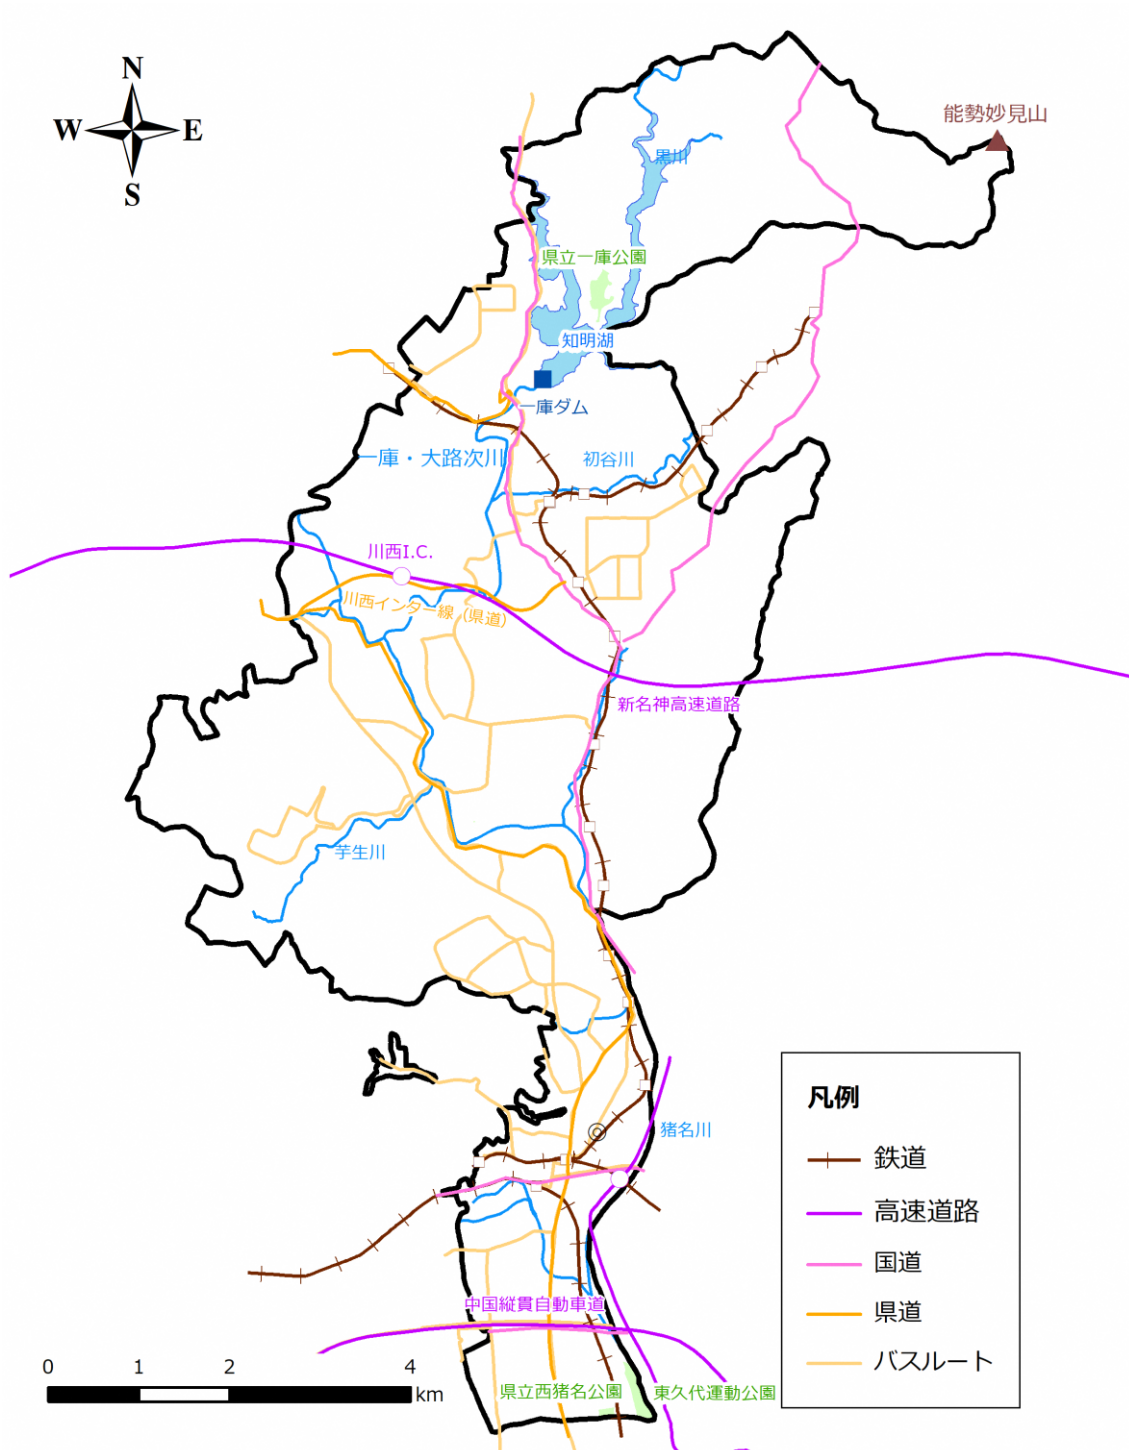 N
W
E
S
能勢妙見山
黒川
県立一庫公園
知明湖
一庫ダム
一庫・大路次川
初谷川
川西I.C.
川西インター線（県道）
新名神高速道路
芋生川
猪名川
中国縦貫自動車道
県立西猪名公園
東久代運動公園
凡例
鉄道
高速道路
国道
県道
バスルート
0 1 2 4
km